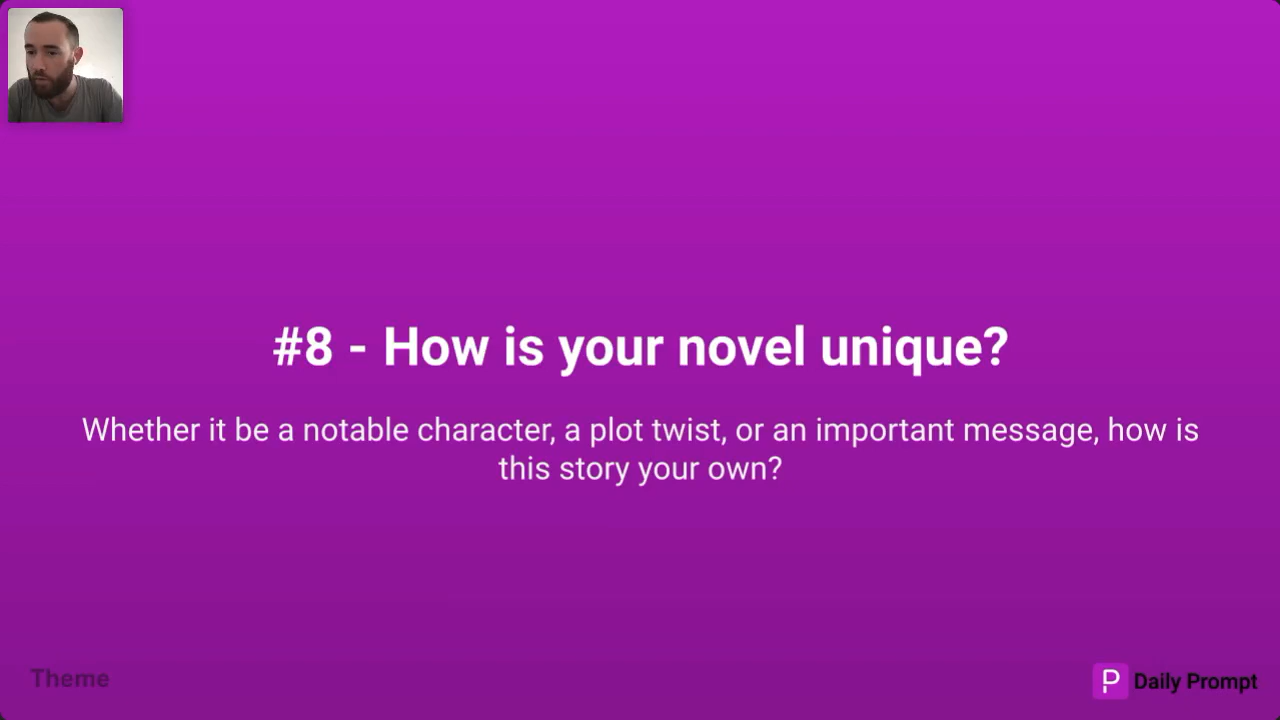 #8 - How is your novel unique?
Whether it be a notable character, a plot twist, or an important message, how is
this story your own?
Theme
P Daily Prompt